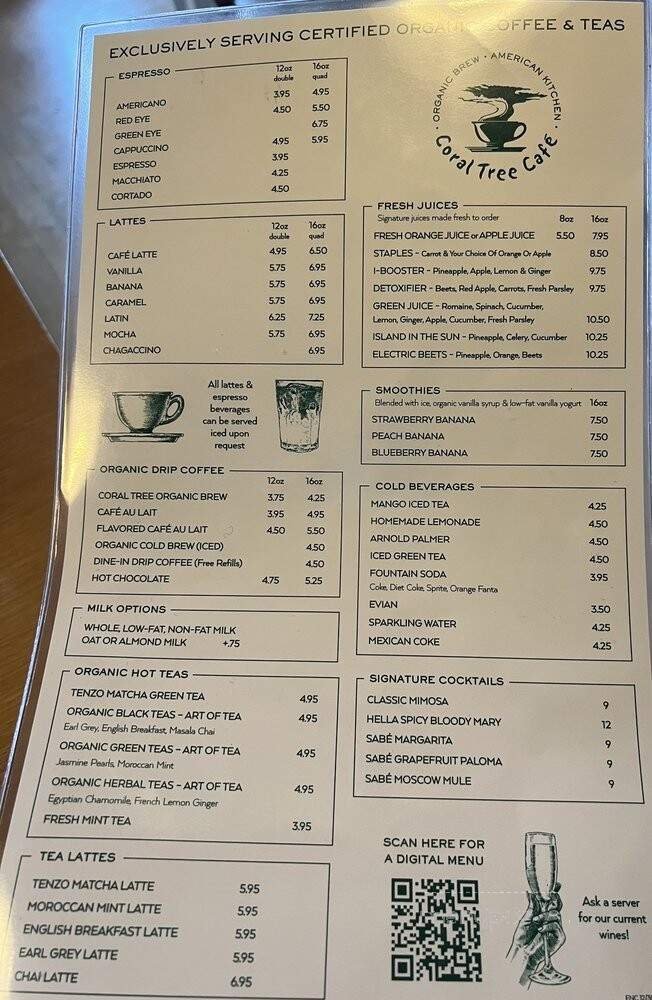 EXCLUSIVELY SERVING CERTIFIED ORGANIC COFFEE & TEAS
ESPRESSO 12oz double 16oz quad
AMERICANO 3.95 4.95
RED EYE 4.50 5.50
GREEN EYE 6.75
CAPPUCCINO 4.95 5.95
ESPRESSO 3.95
MACCHIATO 4.25
CORTADO 4.50
LATTES 12oz double 16oz quad
CAFÉ LATTE 4.95 6.50
VANILLA 5.75 6.95
BANANA 5.75 6.95
CARAMEL 5.75 6.95
LATIN 6.25 7.25
MOCHA 5.75 6.95
CHAGACCINO 6.95
All lattes &
espresso
beverages
can be served
iced upon
request
ORGANIC DRIP COFFEE 12oz 16oz
CORAL TREE ORGANIC BREW 3.75 4.25
CAFÉ AU LAIT 3.95 4.95
FLAVORED CAFÉ AU LAIT 4.50 5.50
ORGANIC COLD BREW (ICED) 4.50
DINE-IN DRIP COFFEE (Free Refills) 4.50
HOT CHOCOLATE 4.75 5.25
MILK OPTIONS
WHOLE, LOW-FAT, NON-FAT MILK
OAT OR ALMOND MILK +.75
ORGANIC HOT TEAS
TENZO MATCHA GREEN TEA 4.95
ORGANIC BLACK TEAS - ART OF TEA 4.95
Earl Grey, English Breakfast, Masala Chai
ORGANIC GREEN TEAS - ART OF TEA 4.95
Jasmine Pearls, Moroccan Mint
ORGANIC HERBAL TEAS - ART OF TEA 4.95
Egyptian Chamomile, French Lemon Ginger
FRESH MINT TEA 3.95
TEA LATTES
TENZO MATCHA LATTE 5.95
MOROCCAN MINT LATTE 5.95
ENGLISH BREAKFAST LATTE 5.95
EARL GREY LATTE 5.95
CHAI LATTE 6.95
ORGANIC BREW • AMERICAN KITCHEN
Coral Tree Café
FRESH JUICES
Signature juices made fresh to order 8oz 16oz
FRESH ORANGE JUICE or APPLE JUICE 5.50 7.95
STAPLES - Carrot & Your Choice Of Orange Or Apple 8.50
I-BOOSTER - Pineapple, Apple, Lemon & Ginger 9.75
DETOXIFIER - Beets, Red Apple, Carrots, Fresh Parsley 9.75
GREEN JUICE - Romaine, Spinach, Cucumber,
Lemon, Ginger, Apple, Cucumber, Fresh Parsley 10.50
ISLAND IN THE SUN - Pineapple, Celery, Cucumber 10.25
ELECTRIC BEETS - Pineapple, Orange, Beets 10.25
SMOOTHIES
Blended with ice, organic vanilla syrup & low-fat vanilla yogurt 16oz
STRAWBERRY BANANA 7.50
PEACH BANANA 7.50
BLUEBERRY BANANA 7.50
COLD BEVERAGES
MANGO ICED TEA 4.25
HOMEMADE LEMONADE 4.50
ARNOLD PALMER 4.50
ICED GREEN TEA 4.50
FOUNTAIN SODA 3.95
Coke, Diet Coke, Sprite, Orange Fanta
EVIAN 3.50
SPARKLING WATER 4.25
MEXICAN COKE 4.25
SIGNATURE COCKTAILS
CLASSIC MIMOSA 9
HELLA SPICY BLOODY MARY 12
SABÉ MARGARITA 9
SABÉ GRAPEFRUIT PALOMA 9
SABÉ MOSCOW MULE 9
SCAN HERE FOR
A DIGITAL MENU
Ask a server
for our current
wines!